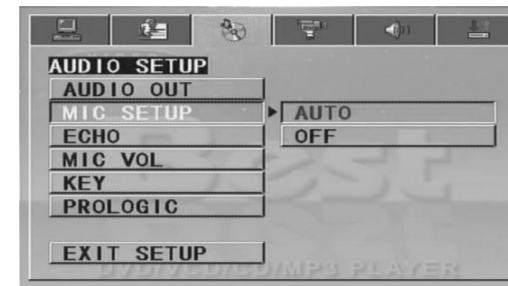 AUDIO SETUP
AUDIO OUT
MIC SETUP
AUTO
ECHO
OFF
MIC VOL
KEY
PROLOGIC
EXIT SETUP
Best
DVD/VCD/CD/MP3 PLAYER